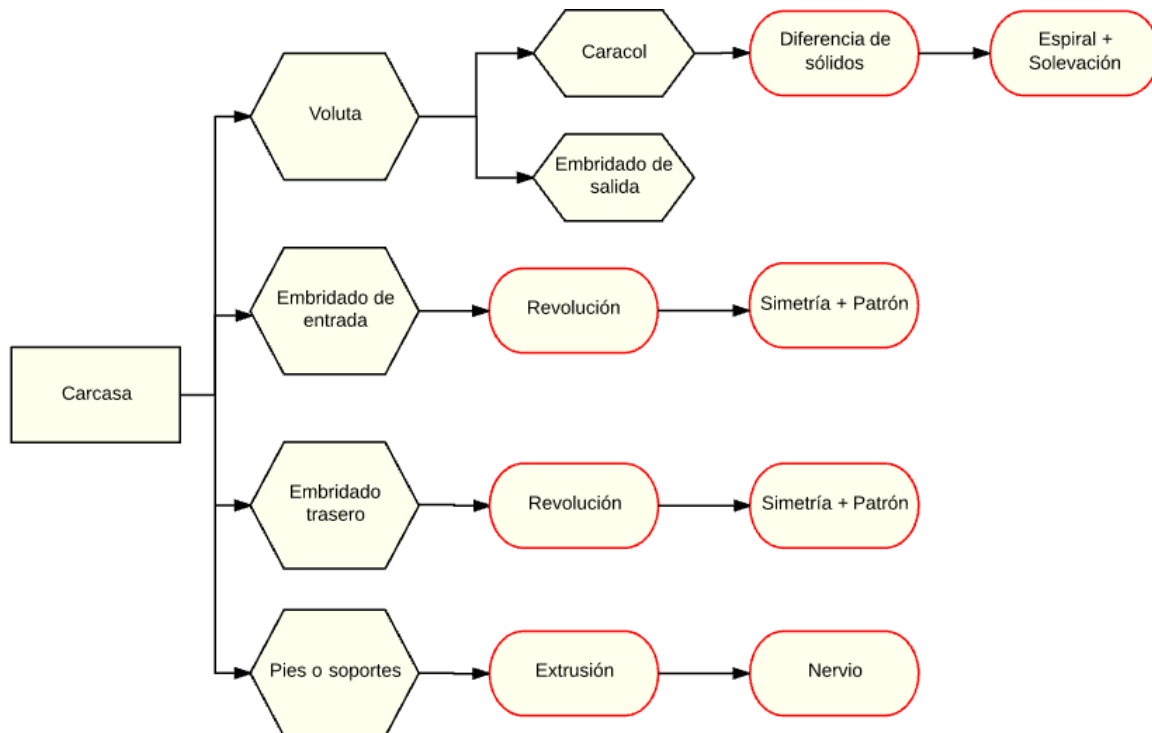 Caracol
Diferencia de
sólidos
Espiral +
Solevación
Voluta
Embridado de
salida
Embridado de
entrada
Revolución
Simetría + Patrón
Carcasa
Embridado
trasero
Revolución
Simetría + Patrón
Pies o soportes
Extrusión
Nervio